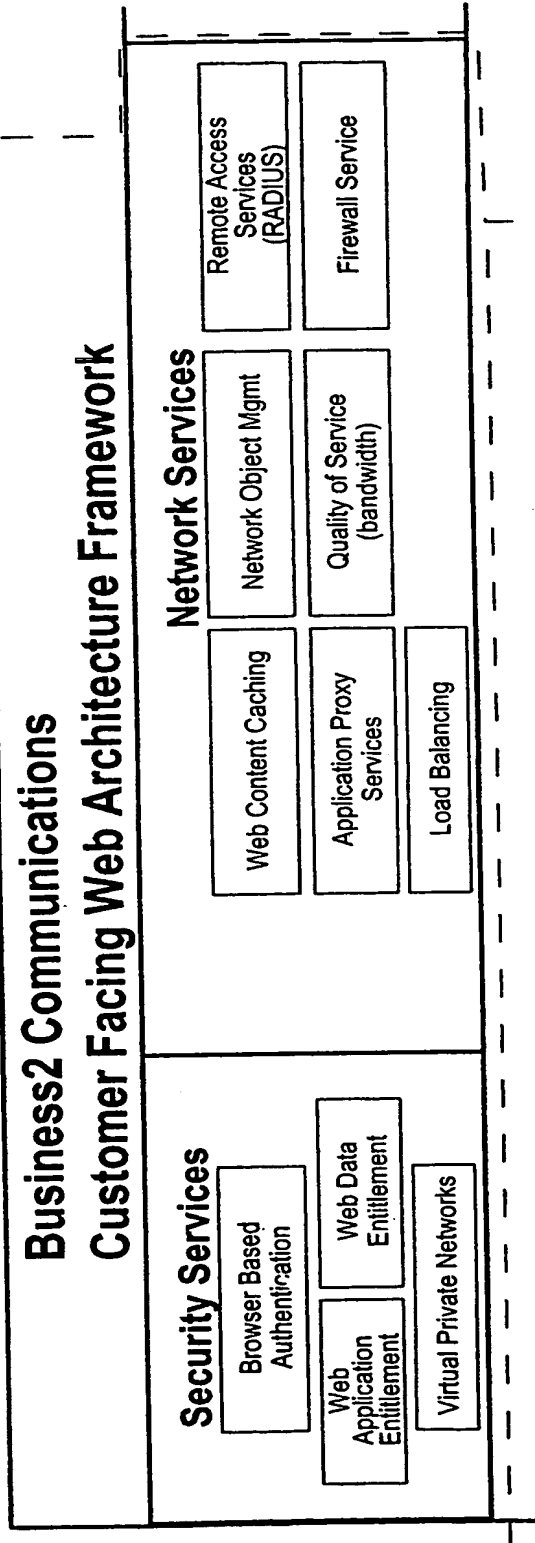 Business2 Communications
Customer Facing Web Architecture Framework
Security Services
Browser Based
Authentication
Web
Application
Entitlement
Web Data
Entitlement
Virtual Private Networks
Network Services
Web Content Caching
Network Object Mgmt
Remote Access
Services
(RADIUS)
Application Proxy
Services
Quality of Service
(bandwidth)
Firewall Service
Load Balancing